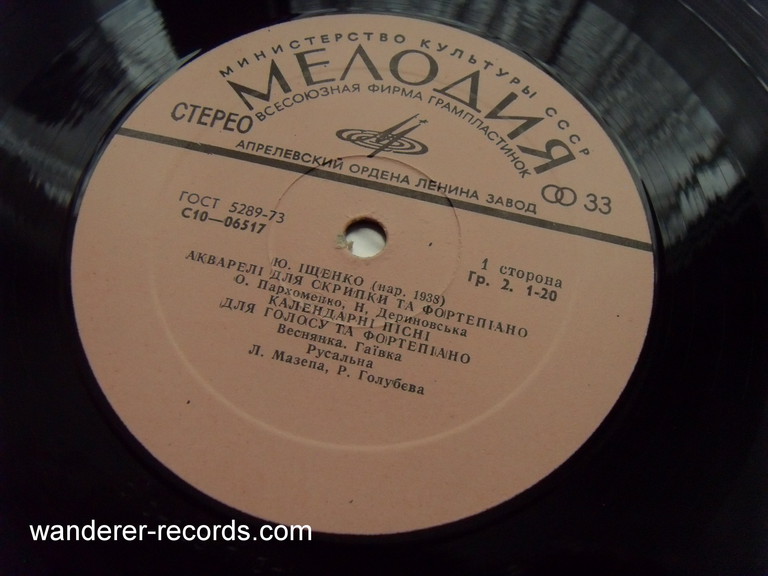 МИНИСТЕРСТВО КУЛЬТУРЫ СССР
МЕЛОДИЯ
ВСЕСОЮЗНАЯ ФИРМА ГРАМПЛАСТИНОК
СТЕРЕО
АПРЕЛЕВСКИЙ ОРДЕНА ЛЕНИНА ЗАВОД
33
ГОСТ 5289-73
С10—06517
1 сторона
Гр. 2. 1-20
Ю. ІЩЕНКО (нар. 1938)
АКВАРЕЛІ ДЛЯ СКРИПКИ ТА ФОРТЕПІАНО
О. Пархоменко, Н. Дериновська
КАЛЕНДАРНІ ПІСНІ
ДЛЯ ГОЛОСУ ТА ФОРТЕПІАНО
Веснянка. Гаївка
Русальна
Л. Мазепа, Р. Голубєва
wanderer-records.com